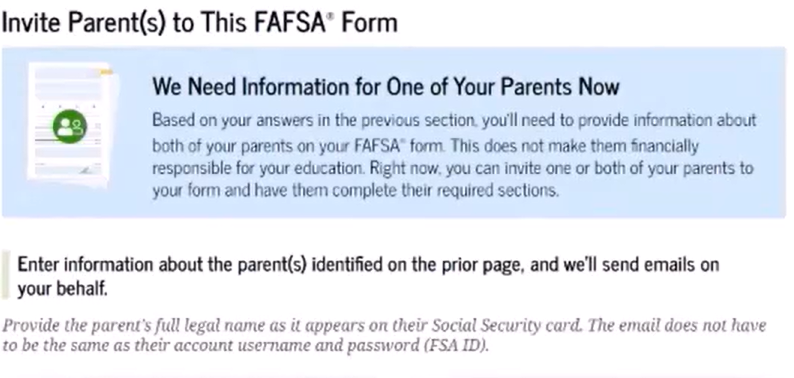 Invite Parent(s) to This FAFSA® Form
We Need Information for One of Your Parents Now
Based on your answers in the previous section, you'll need to provide information about
both of your parents on your FAFSA® form. This does not make them financially
responsible for your education. Right now, you can invite one or both of your parents to
your form and have them complete their required sections.
Enter information about the parent(s) identified on the prior page, and we'll send emails on
your behalf.
Provide the parent's full legal name as it appears on their Social Security card. The email does not have
to be the same as their account username and password (FSA ID).